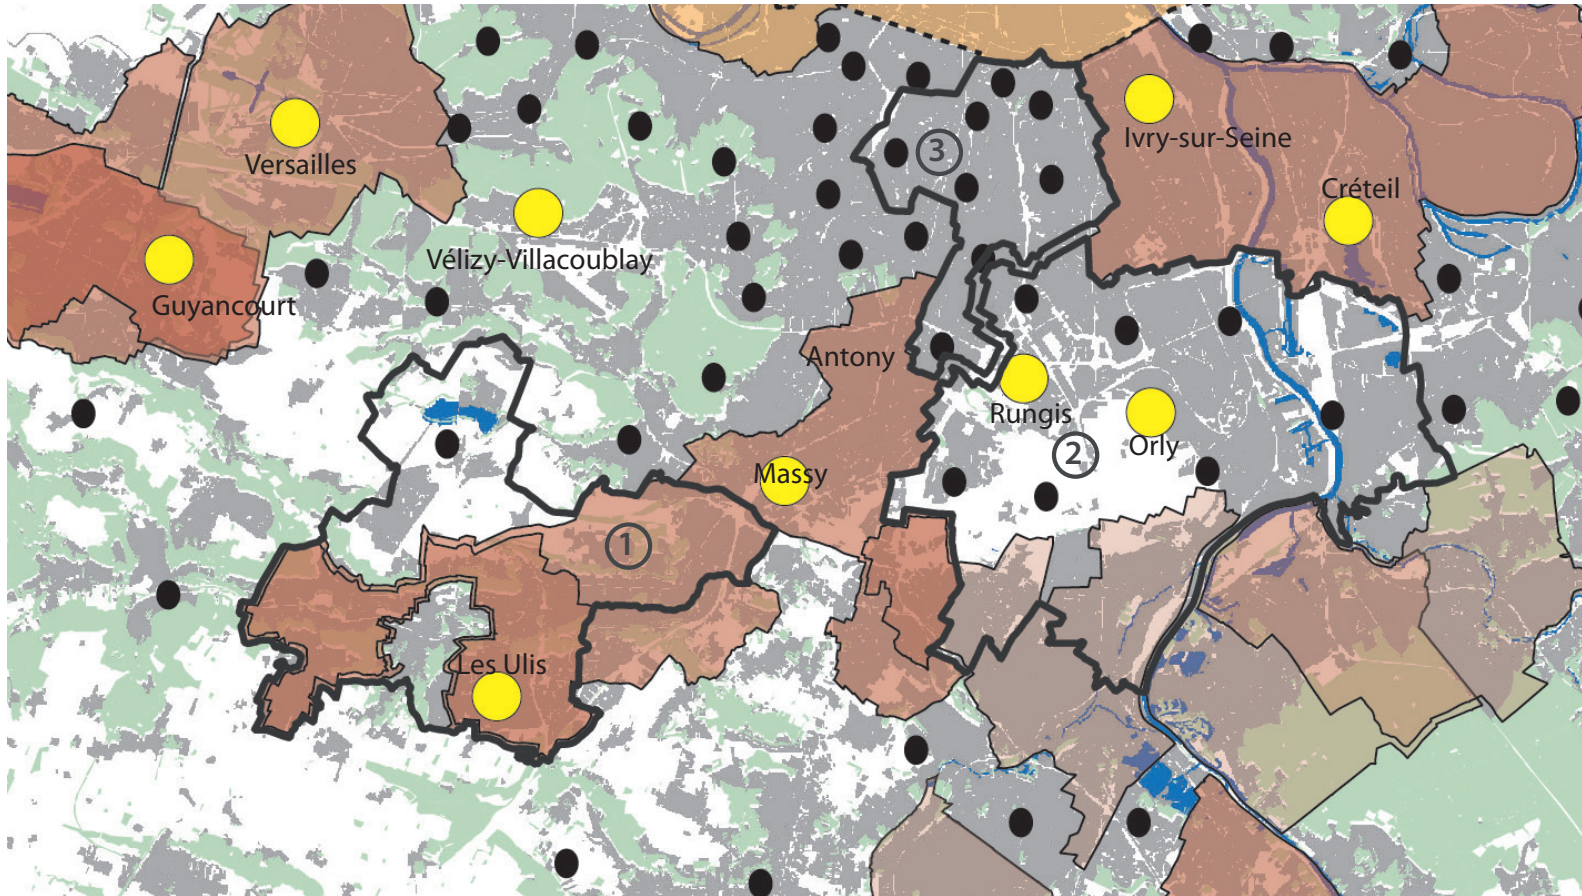 Ivry-sur-Seine
3
Versailles
Créteil
Vélizy-Villacoublay
Guyancourt
Antony
Rungis
Orly
2
Massy
1
Les Ulis